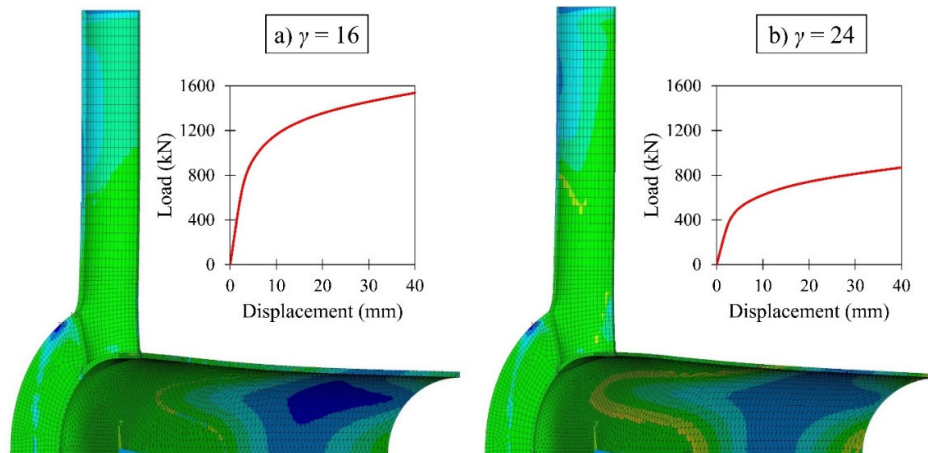 a) γ = 16
1600
1200
800
400
0
Load (kN)
0 10 20 30 40
Displacement (mm)
b) γ = 24
1600
1200
800
400
0
Load (kN)
0 10 20 30 40
Displacement (mm)